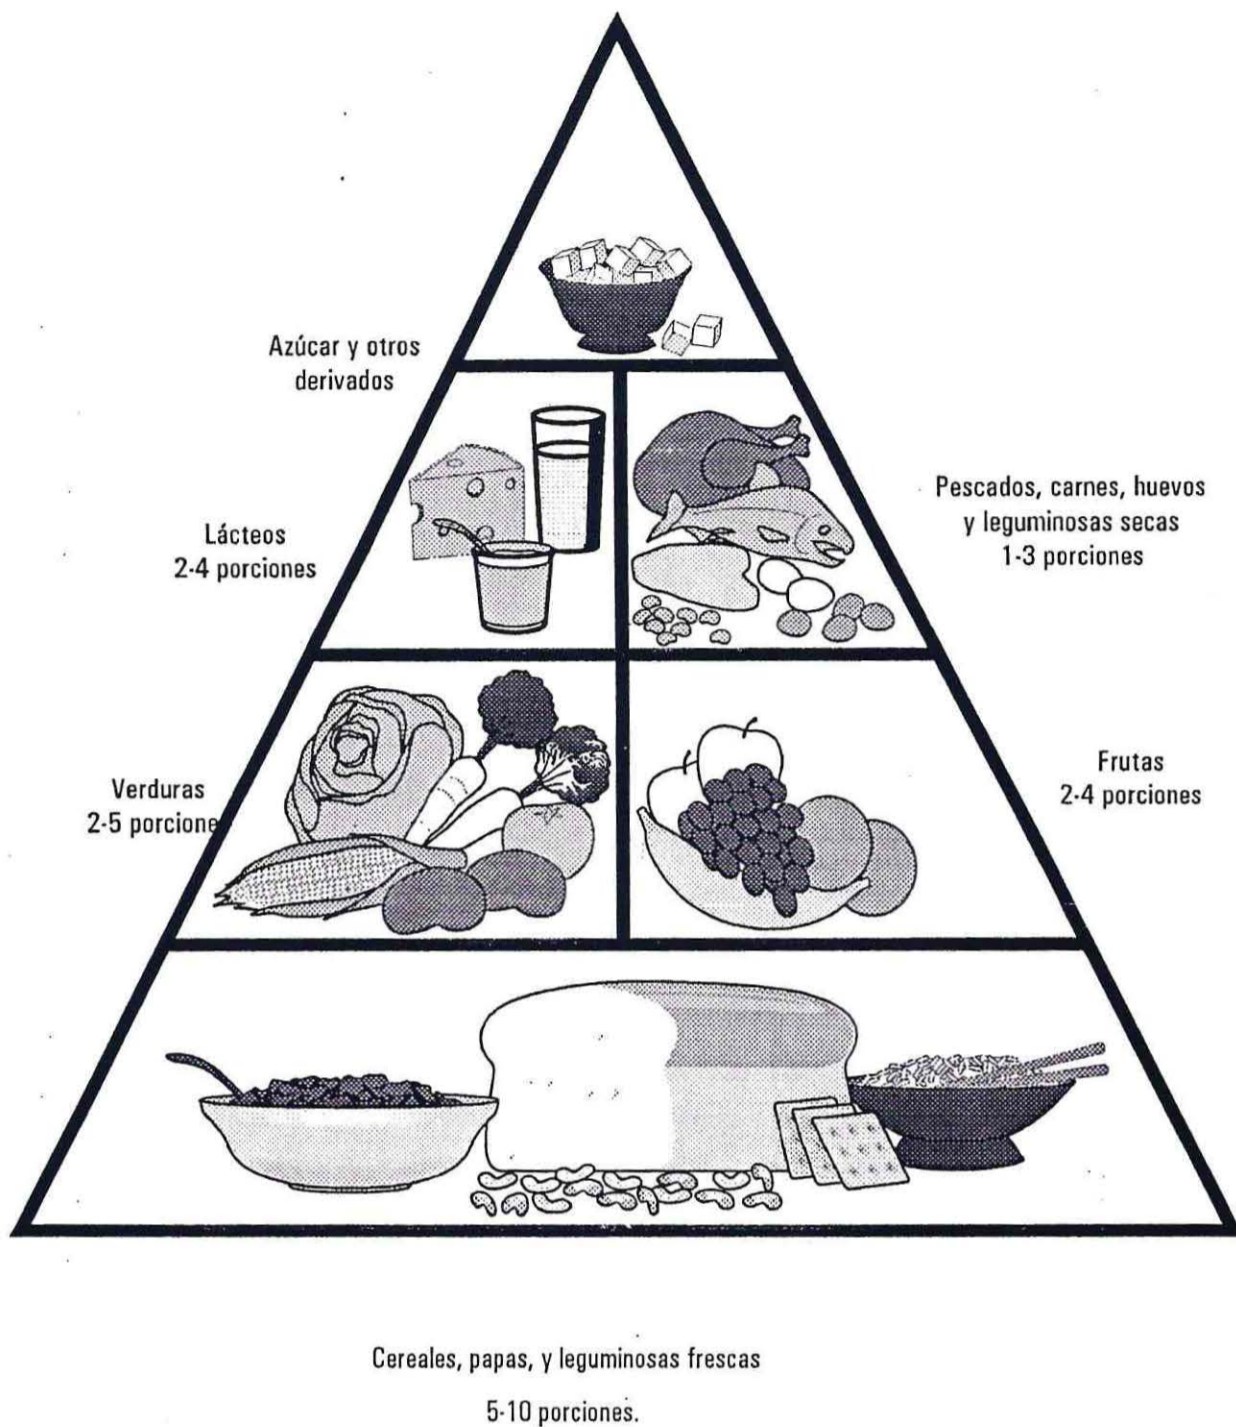 Azúcar y otros
derivados
Lácteos
2-4 porciones
Pescados, carnes, huevos
y leguminosas secas
1-3 porciones
Verduras
2-5 porcione
Frutas
2-4 porciones
Cereales, papas, y leguminosas frescas
5-10 porciones.